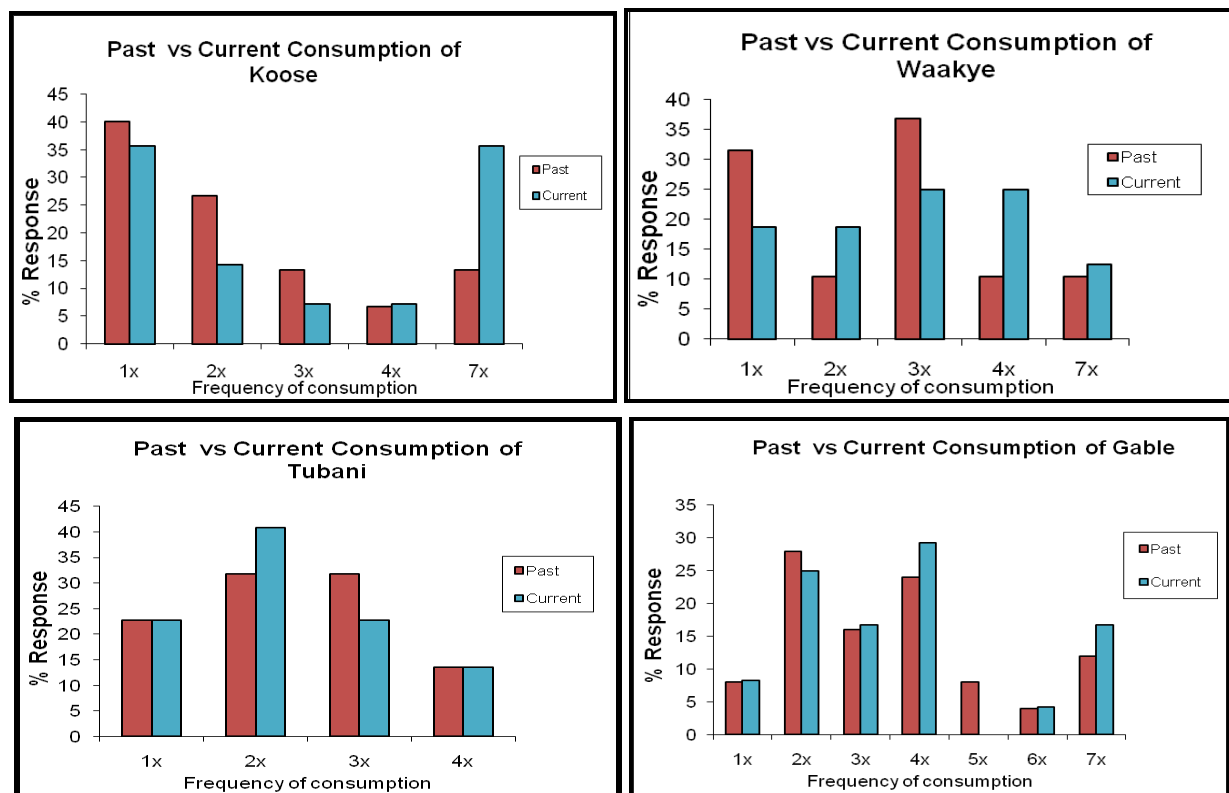 Past vs Current Consumption of
Koose
45
40
35
30
25
20
15
10
5
0
% Response
1x 2x 3x 4x 7x
Frequency of consumption
Past
Current
Past vs Current Consumption of
Waakye
40
35
30
25
20
15
10
5
0
% Response
1x 2x 3x 4x 7x
Frequency of consumption
Past
Current
Past vs Current Consumption of
Tubani
45
40
35
30
25
20
15
10
5
0
% Response
1x 2x 3x 4x
Frequency of consumption
Past
Current
Past vs Current Consumption of Gable
35
30
25
20
15
10
5
0
% Response
1x 2x 3x 4x 5x 6x 7x
Frequency of consumption
Past
Current